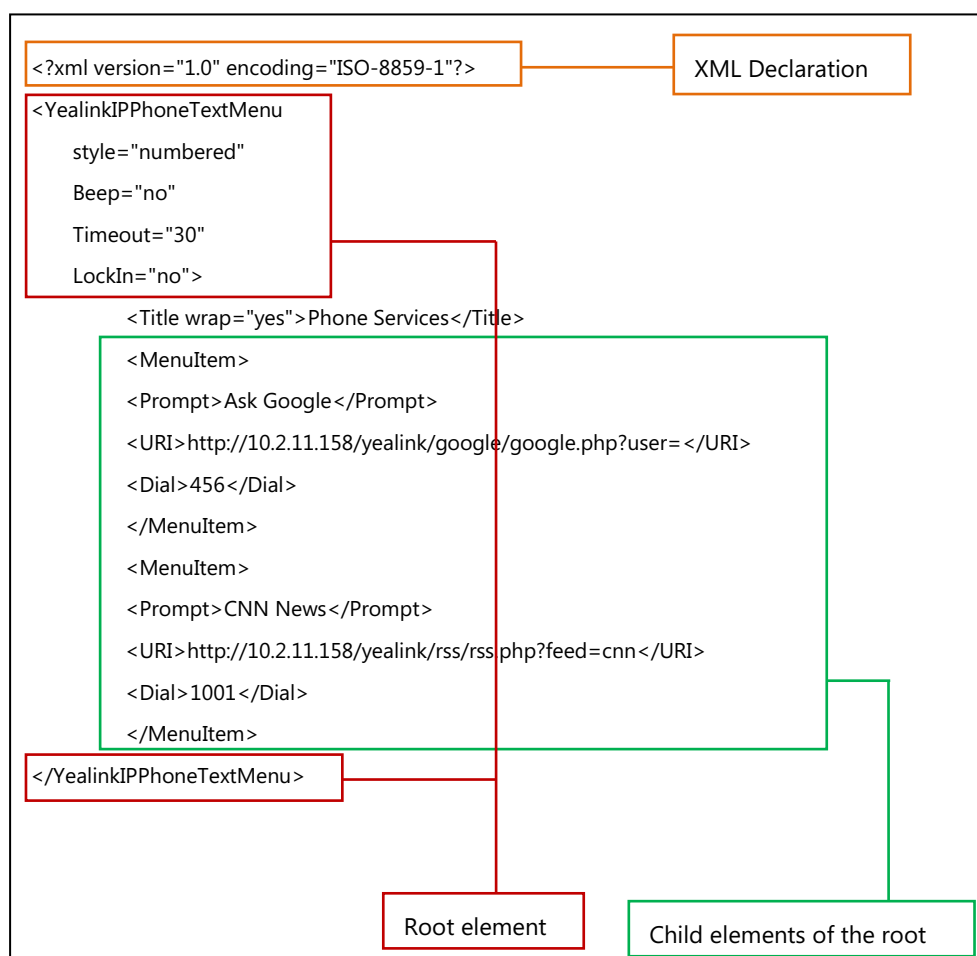 <?xml version="1.0" encoding="ISO-8859-1"?>
XML Declaration
<YealinkIPPhoneTextMenu
style="numbered"
Beep="no"
Timeout="30"
LockIn="no">
<Title wrap="yes">Phone Services</Title>
<MenuItem>
<Prompt>Ask Google</Prompt>
<URI>http://10.2.11.158/yealink/google/google.php?user=</URI>
<Dial>456</Dial>
</MenuItem>
<MenuItem>
<Prompt>CNN News</Prompt>
<URI>http://10.2.11.158/yealink/rss/rss.php?feed=cnn</URI>
<Dial>1001</Dial>
</MenuItem>
</YealinkIPPhoneTextMenu>
Root element
Child elements of the root